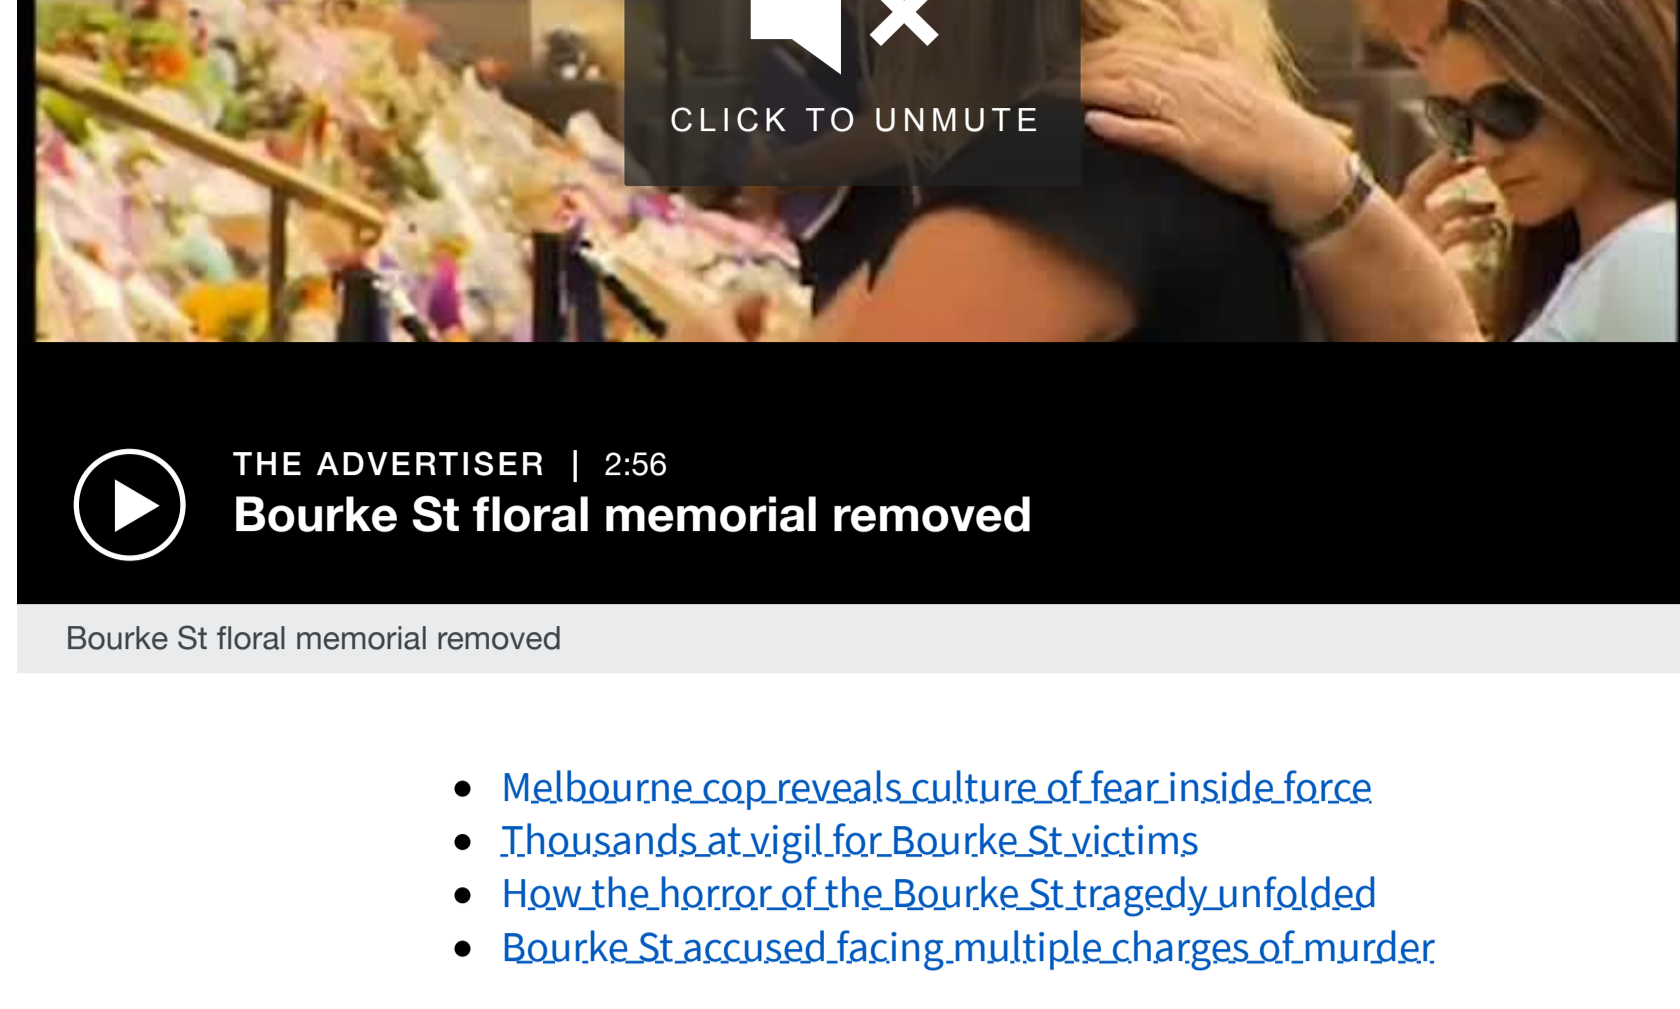 CLICK TO UNMUTE
THE ADVERTISER | 2:56
Bourke St floral memorial removed
Bourke St floral memorial removed
Melbourne cop reveals culture of fear inside force
Thousands at vigil for Bourke St victims
How the horror of the Bourke St tragedy unfolded
Bourke St accused facing multiple charges of murder